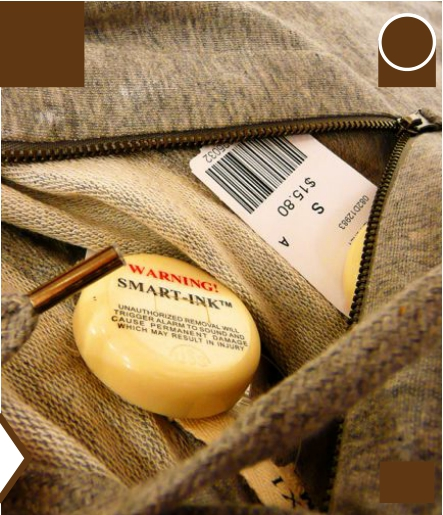 $15.80
S
A
WARNING!
SMART-INK™
UNAUTHORIZED REMOVAL WILL
TRIGGER ALARM TO SOUND AND
CAUSE PERMANENT DAMAGE
WHICH MAY RESULT IN INJURY